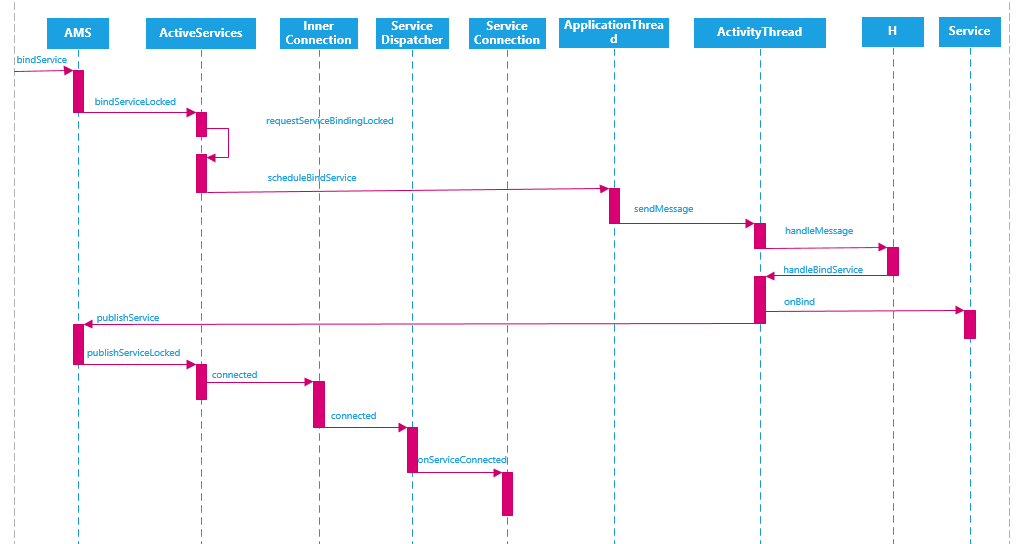 AMS
ActiveServices
Inner
Connection
Service
Dispatcher
Service
Connection
ApplicationThrea
d
ActivityThread
H
Service
bindService
bindServiceLocked
requestServiceBindingLocked
scheduleBindService
sendMessage
handleMessage
handleBindService
onBind
publishService
publishServiceLocked
connected
connected
onServiceConnected